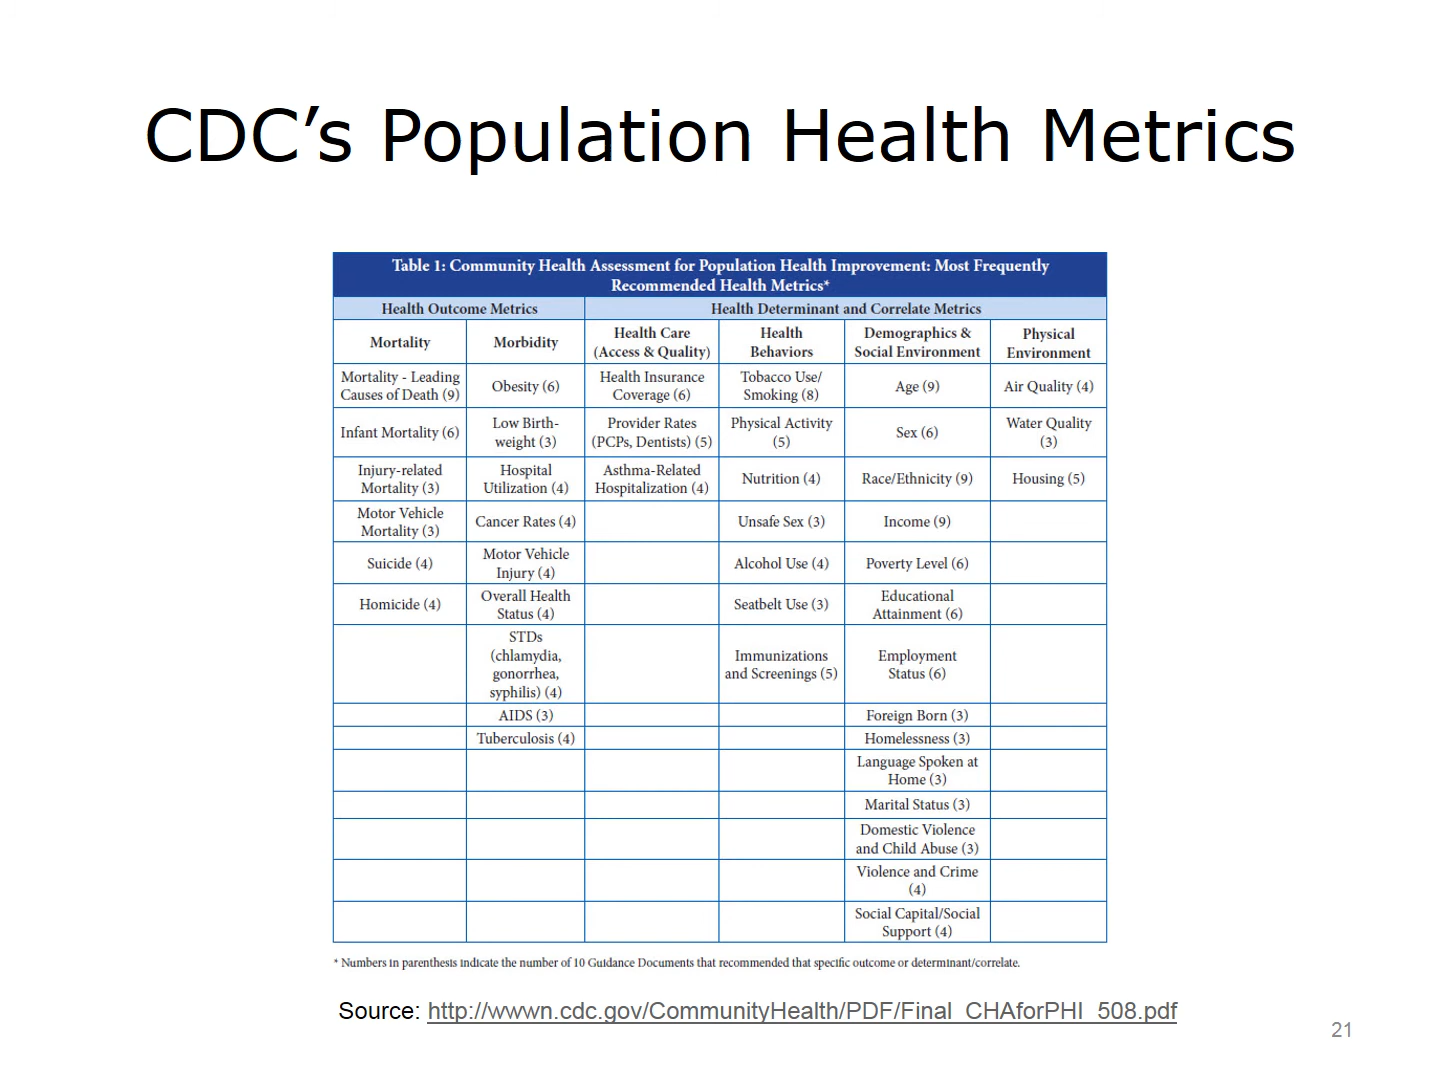 CDC’s Population Health Metrics
Table 1: Community Health Assessment for Population Health Improvement: Most Frequently
Recommended Health Metrics*
Health Outcome Metrics
Health Determinant and Correlate Metrics
Mortality
Morbidity
Health Care
(Access & Quality)
Health
Behaviors
Demographics &
Social Environment
Physical
Environment
Mortality - Leading
Causes of Death (9)
Obesity (6)
Health Insurance
Coverage (6)
Tobacco Use/
Smoking (8)
Age (9)
Air Quality (4)
Infant Mortality (6)
Low Birth-
weight (3)
Provider Rates
(PCPs, Dentists) (5)
Physical Activity
(5)
Sex (6)
Water Quality
(3)
Injury-related
Mortality (3)
Hospital
Utilization (4)
Asthma-Related
Hospitalization (4)
Nutrition (4)
Race/Ethnicity (9)
Housing (5)
Motor Vehicle
Mortality (3)
Cancer Rates (4)
Unsafe Sex (3)
Income (9)
Suicide (4)
Motor Vehicle
Injury (4)
Alcohol Use (4)
Poverty Level (6)
Homicide (4)
Overall Health
Status (4)
Seatbelt Use (3)
Educational
Attainment (6)
STDs
(chlamydia,
gonorrhea,
syphilis) (4)
Immunizations
and Screenings (5)
Employment
Status (6)
AIDS (3)
Foreign Born (3)
Tuberculosis (4)
Homelessness (3)
Language Spoken at
Home (3)
Marital Status (3)
Domestic Violence
and Child Abuse (3)
Violence and Crime
(4)
Social Capital/Social
Support (4)
* Numbers in parenthesis indicate the number of 10 Guidance Documents that recommended that specific outcome or determinant/correlate.
Source: http://wwwn.cdc.gov/CommunityHealth/PDF/Final_CHAforPHI_508.pdf
21